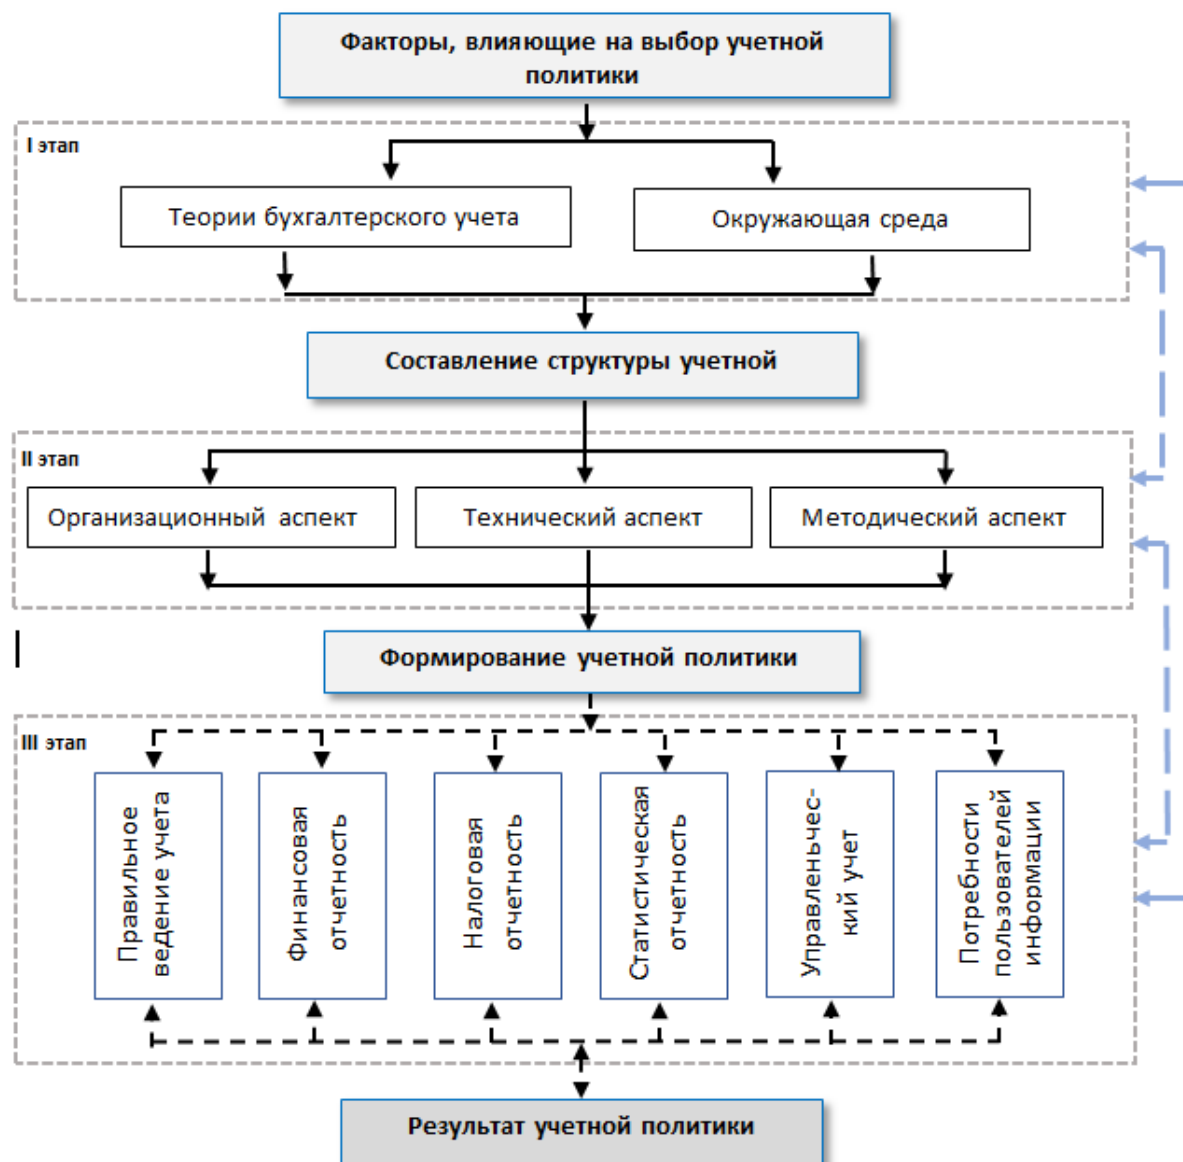 Факторы, влияющие на выбор учетной
политики
I этап
Теории бухгалтерского учета
Окружающая среда
Составление структуры учетной
II этап
Организационный аспект
Технический аспект
Методический аспект
Формирование учетной политики
III этап
Правильное
ведение учета
Финансовая
отчетность
Налоговая
отчетность
Статистическая
отчетность
Управленьчес-
кий учет
Потребности
пользователей
информации
Результат учетной политики